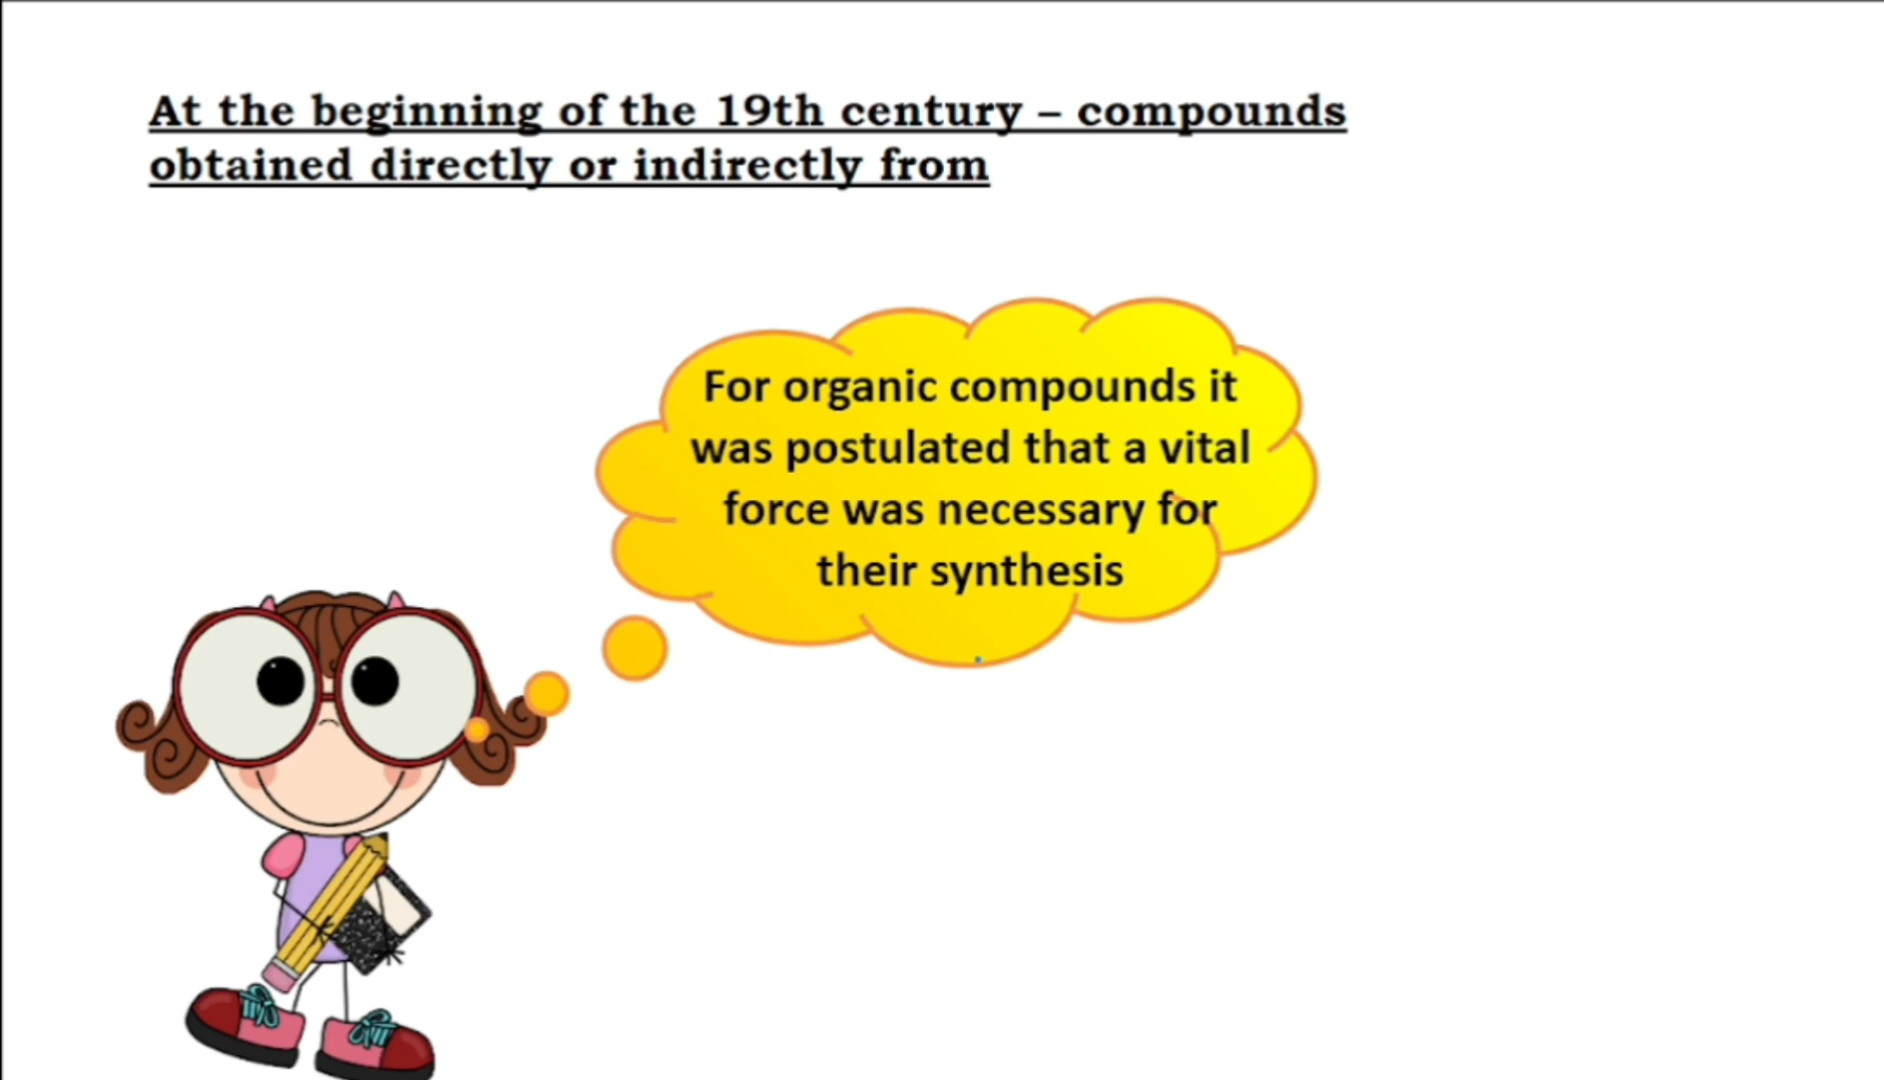 At the beginning of the 19th century – compounds
obtained directly or indirectly from
For organic compounds it
was postulated that a vital
force was necessary for
their synthesis